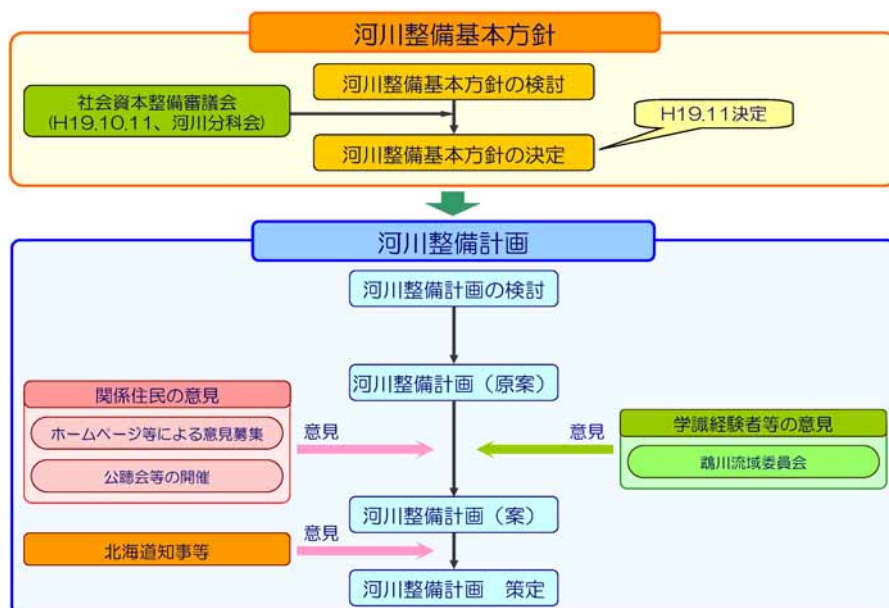 河川整備基本方針
河川整備基本方針の検討
社会資本整備審議会
(H19.10.11、河川分科会)
H19.11決定
河川整備基本方針の決定
河川整備計画
河川整備計画の検討
河川整備計画（原案）
関係住民の意見
ホームページ等による意見募集
公聴会等の開催
意見
意見
学識経験者等の意見
鵡川流域委員会
河川整備計画（案）
北海道知事等
意見
河川整備計画　策定